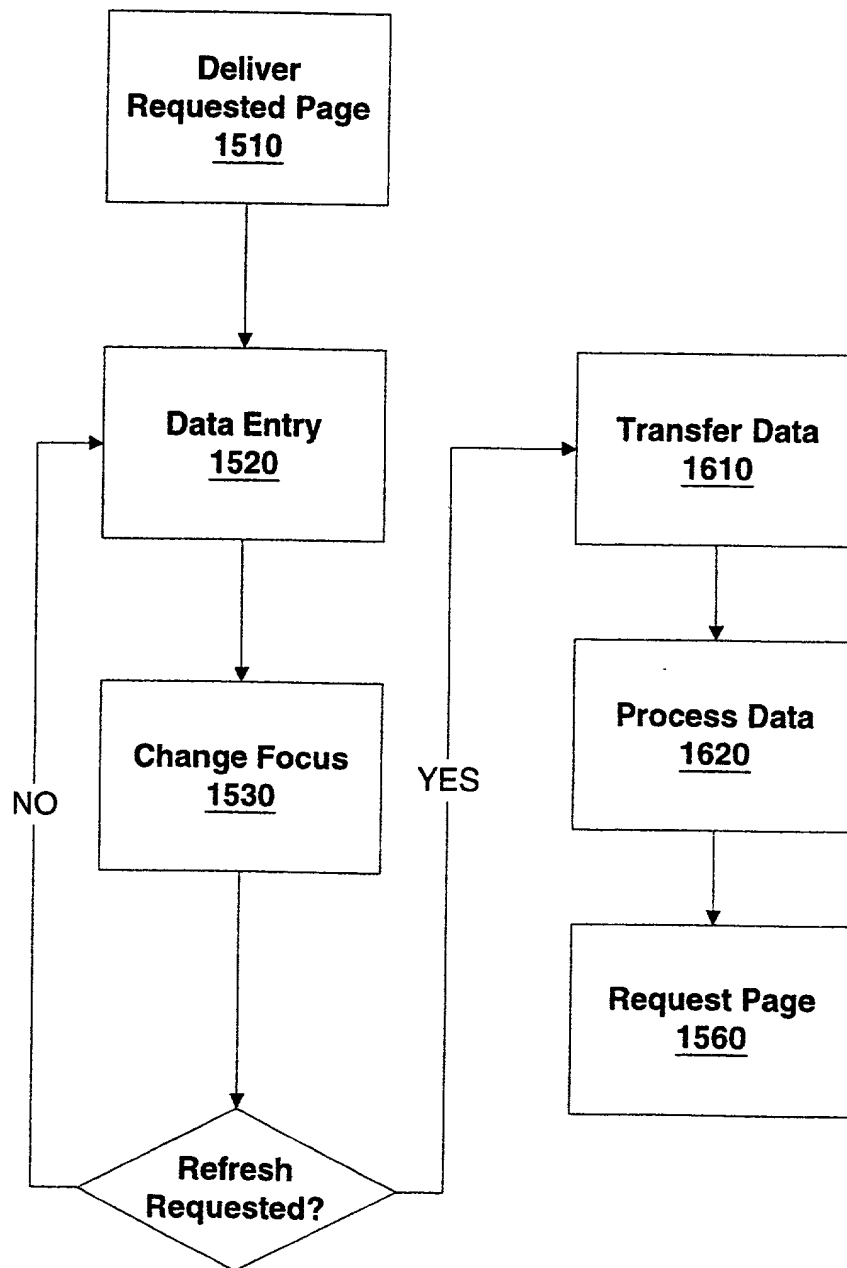 Deliver
Requested Page
1510
Data Entry
1520
Change Focus
1530
NO
Refresh
Requested?
YES
Transfer Data
1610
Process Data
1620
Request Page
1560